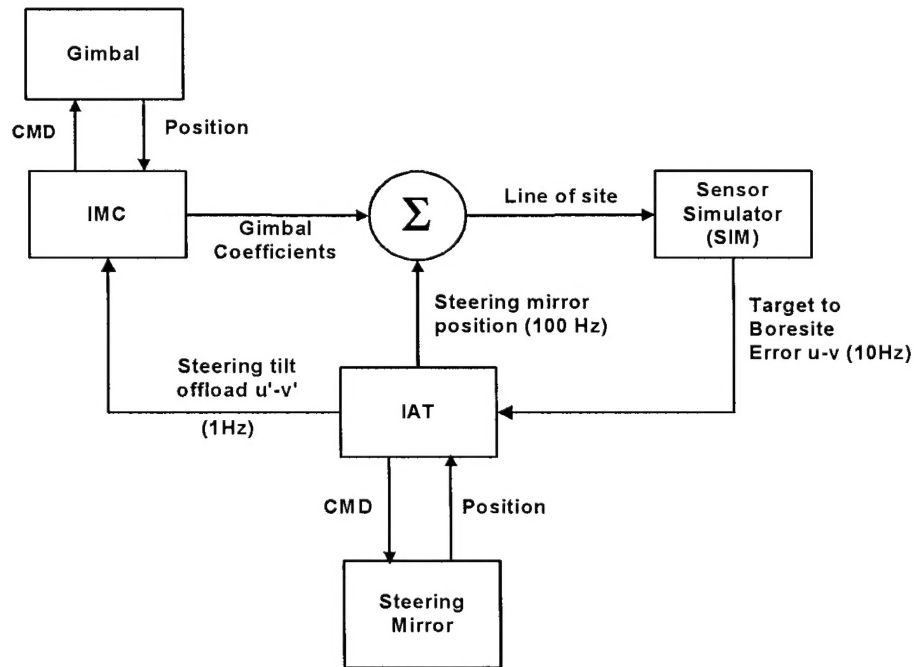 Gimbal
CMD
Position
IMC
Gimbal
Coefficients
Σ
Line of site
Sensor
Simulator
(SIM)
Steering mirror
position (100 Hz)
Target to
Boresite
Error u-v (10Hz)
Steering tilt
offload u'-v'
(1Hz)
IAT
CMD
Position
Steering
Mirror